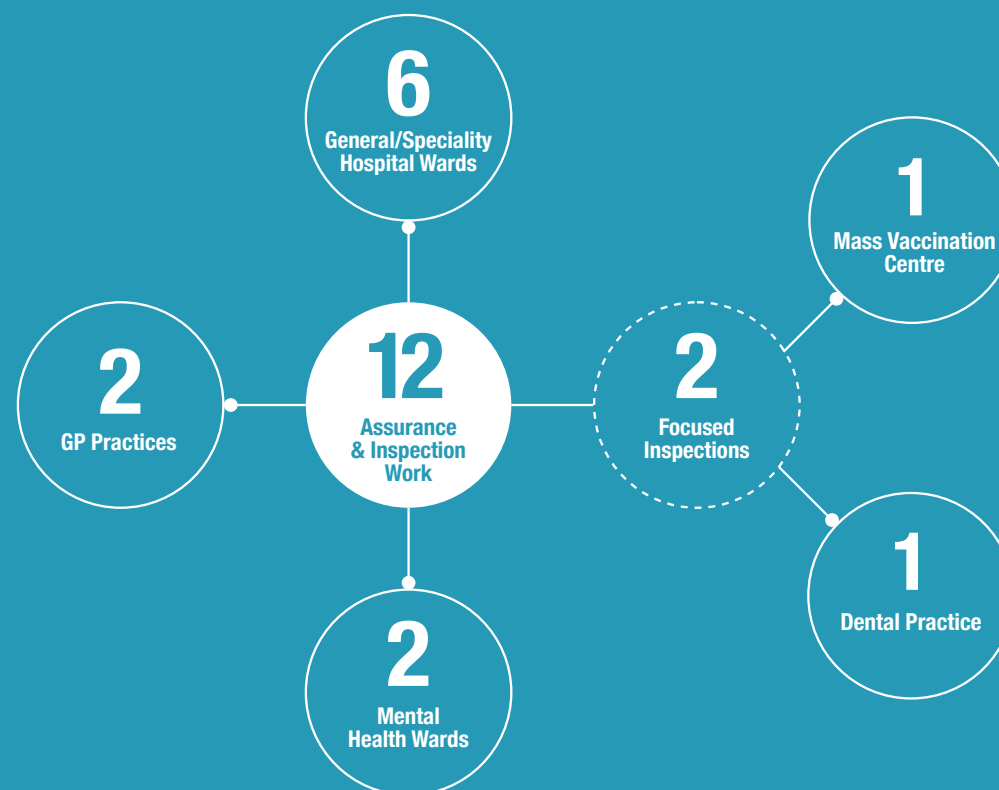 6
General/Speciality
Hospital Wards
1
Mass Vaccination
Centre
2
GP Practices
12
Assurance
& Inspection
Work
2
Focused
Inspections
1
Dental Practice
2
Mental
Health Wards